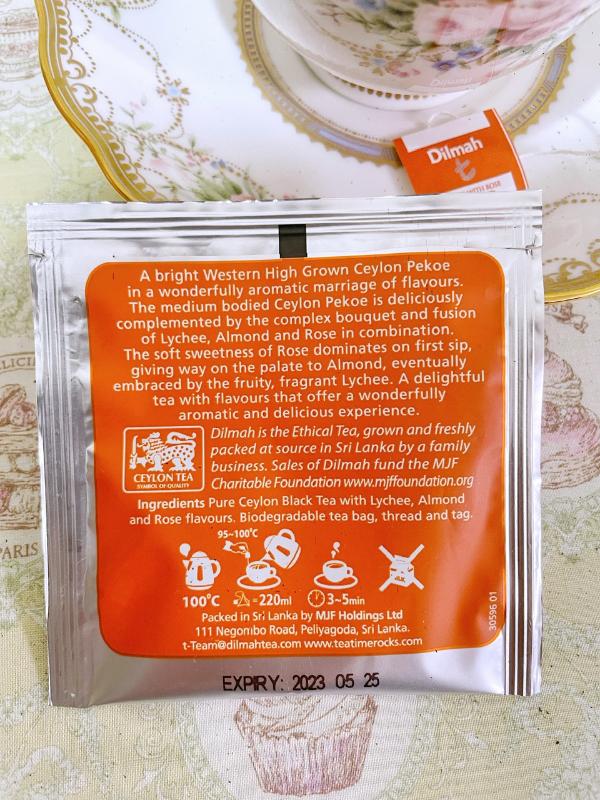 Dilmah
t
WITH ROSE
A bright Western High Grown Ceylon Pekoe
in a wonderfully aromatic marriage of flavours.
The medium bodied Ceylon Pekoe is deliciously
complemented by the complex bouquet and fusion
of Lychee, Almond and Rose in combination.
The soft sweetness of Rose dominates on first sip,
giving way on the palate to Almond, eventually
embraced by the fruity, fragrant Lychee. A delightful
tea with flavours that offer a wonderfully
aromatic and delicious experience.
Dilmah is the Ethical Tea, grown and freshly
packed at source in Sri Lanka by a family
business. Sales of Dilmah fund the MJF
Charitable Foundation www.mjffoundation.org
CEYLON TEA
SYMBOL OF QUALITY
Ingredients Pure Ceylon Black Tea with Lychee, Almond
and Rose flavours. Biodegradable tea bag, thread and tag.
95~100°C
100°C =220ml 3~5min
Packed in Sri Lanka by MJF Holdings Ltd
111 Negombo Road, Peliyagoda, Sri Lanka.
t-Team@dilmahtea.com www.teatimerocks.com
30596 01
EXPIRY: 2023 05 25
PARIS